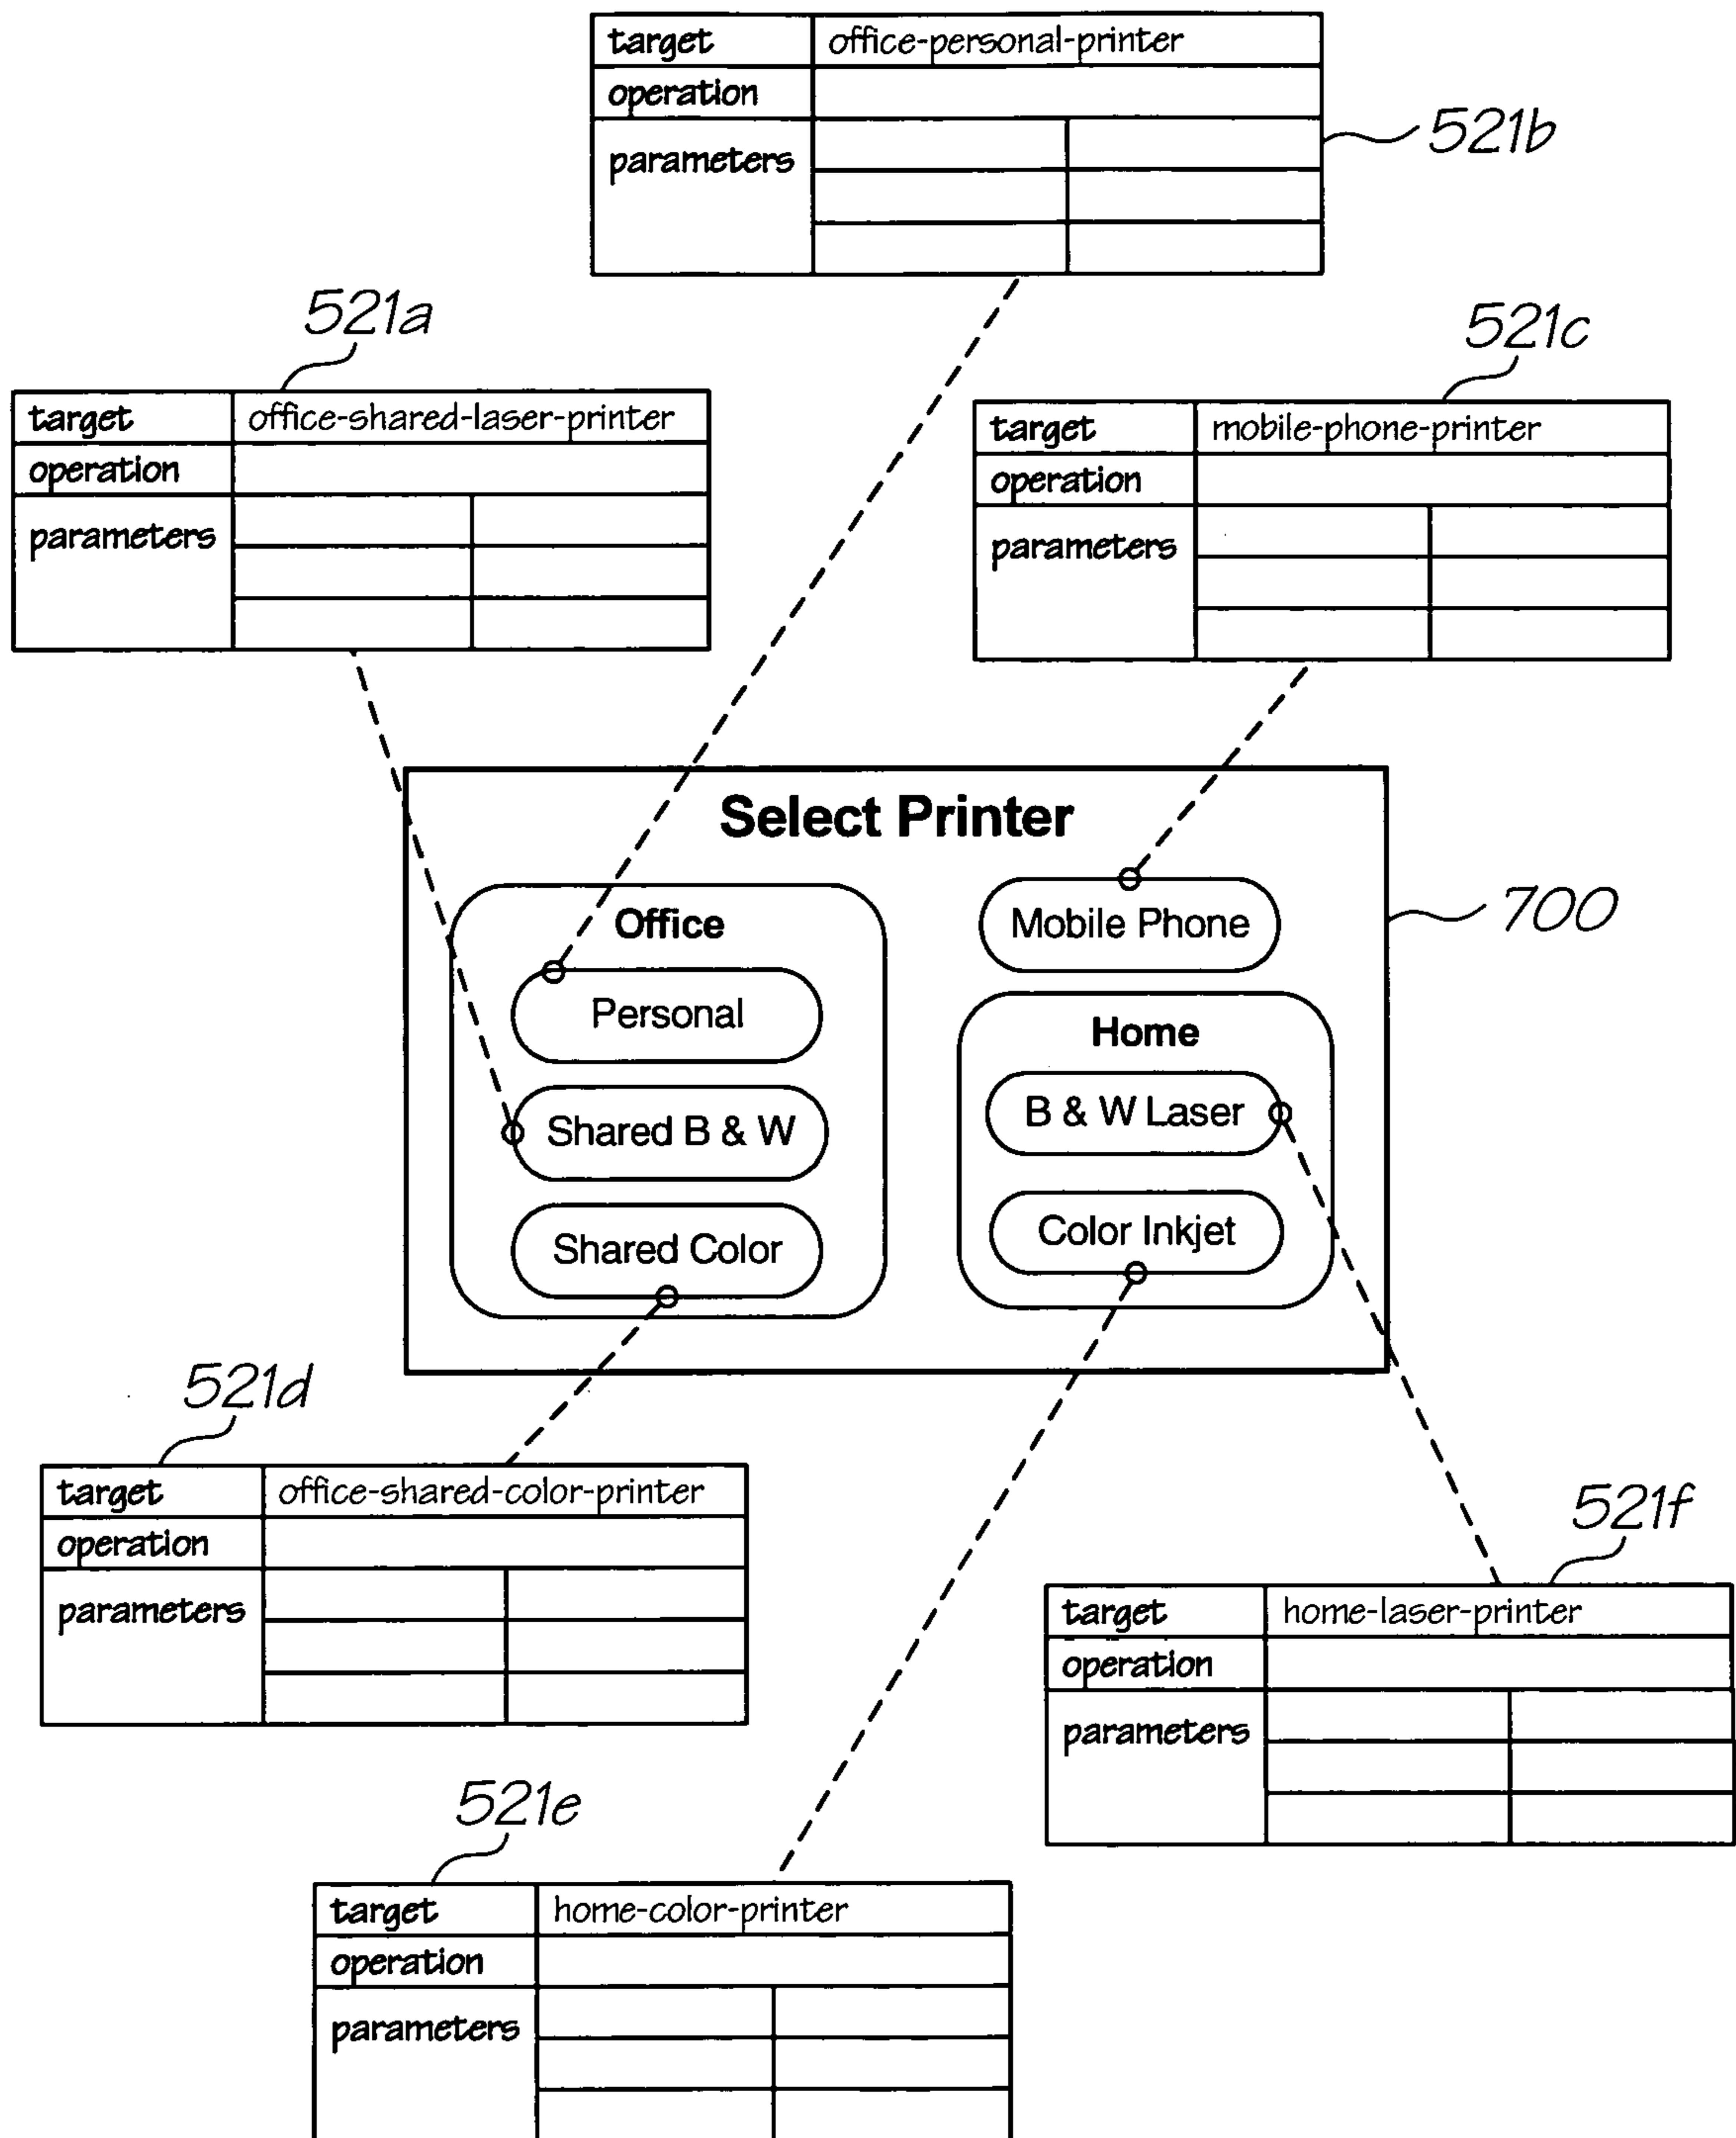 target office-personal-printer
operation
parameters
521b
521a
target office-shared-laser-printer
operation
parameters
521c
target mobile-phone-printer
operation
parameters
Select Printer
700
Office
Personal
Shared B & W
Shared Color
Mobile Phone
Home
B & W Laser
Color Inkjet
521d
target office-shared-color-printer
operation
parameters
521f
target home-laser-printer
operation
parameters
521e
target home-color-printer
operation
parameters